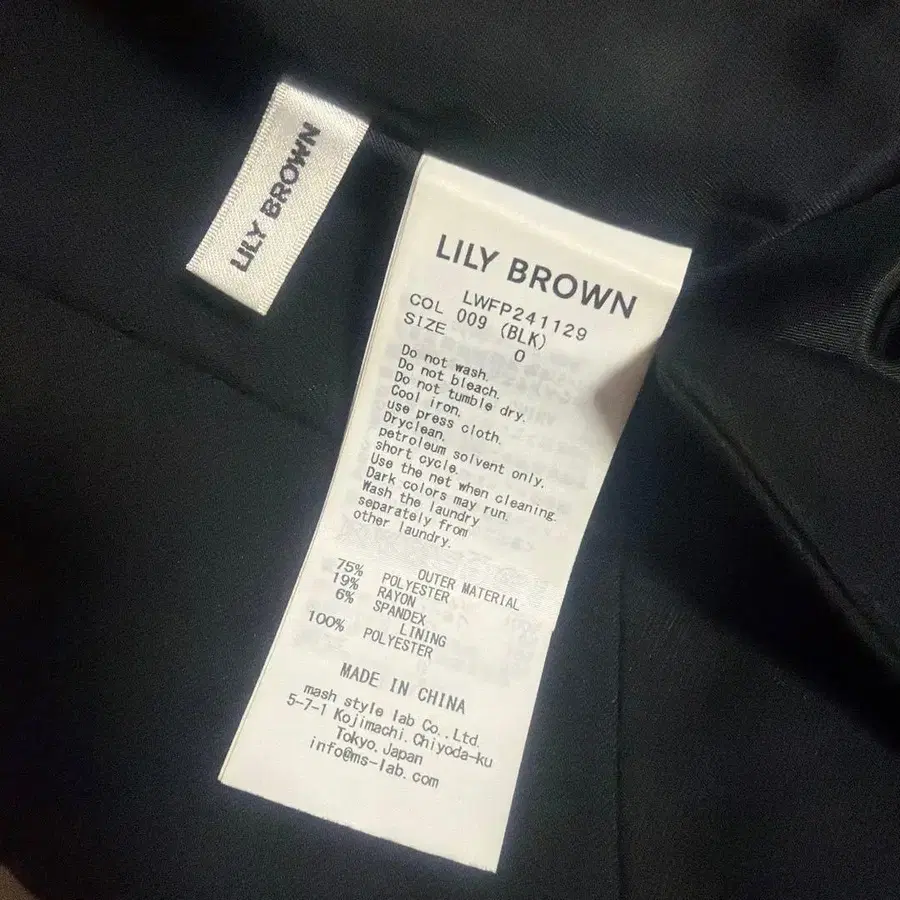 LILY BROWN
LILY BROWN
LWFP241129
COL 009 (BLK)
SIZE 0
Do not wash.
Do not bleach.
Do not tumble dry.
Cool iron.
use press cloth.
Dryclean.
petroleum solvent only.
short cycle.
Use the net when cleaning.
Dark colors may run.
Wash the laundry
separately from
other laundry.
OUTER MATERIAL
75% POLYESTER
19% RAYON
6% SPANDEX
LINING
100% POLYESTER
MADE IN CHINA
mash style lab Co.,Ltd.
5-7-1 Kojimachi.Chiyoda-ku
Tokyo.Japan
info@ms-lab.com